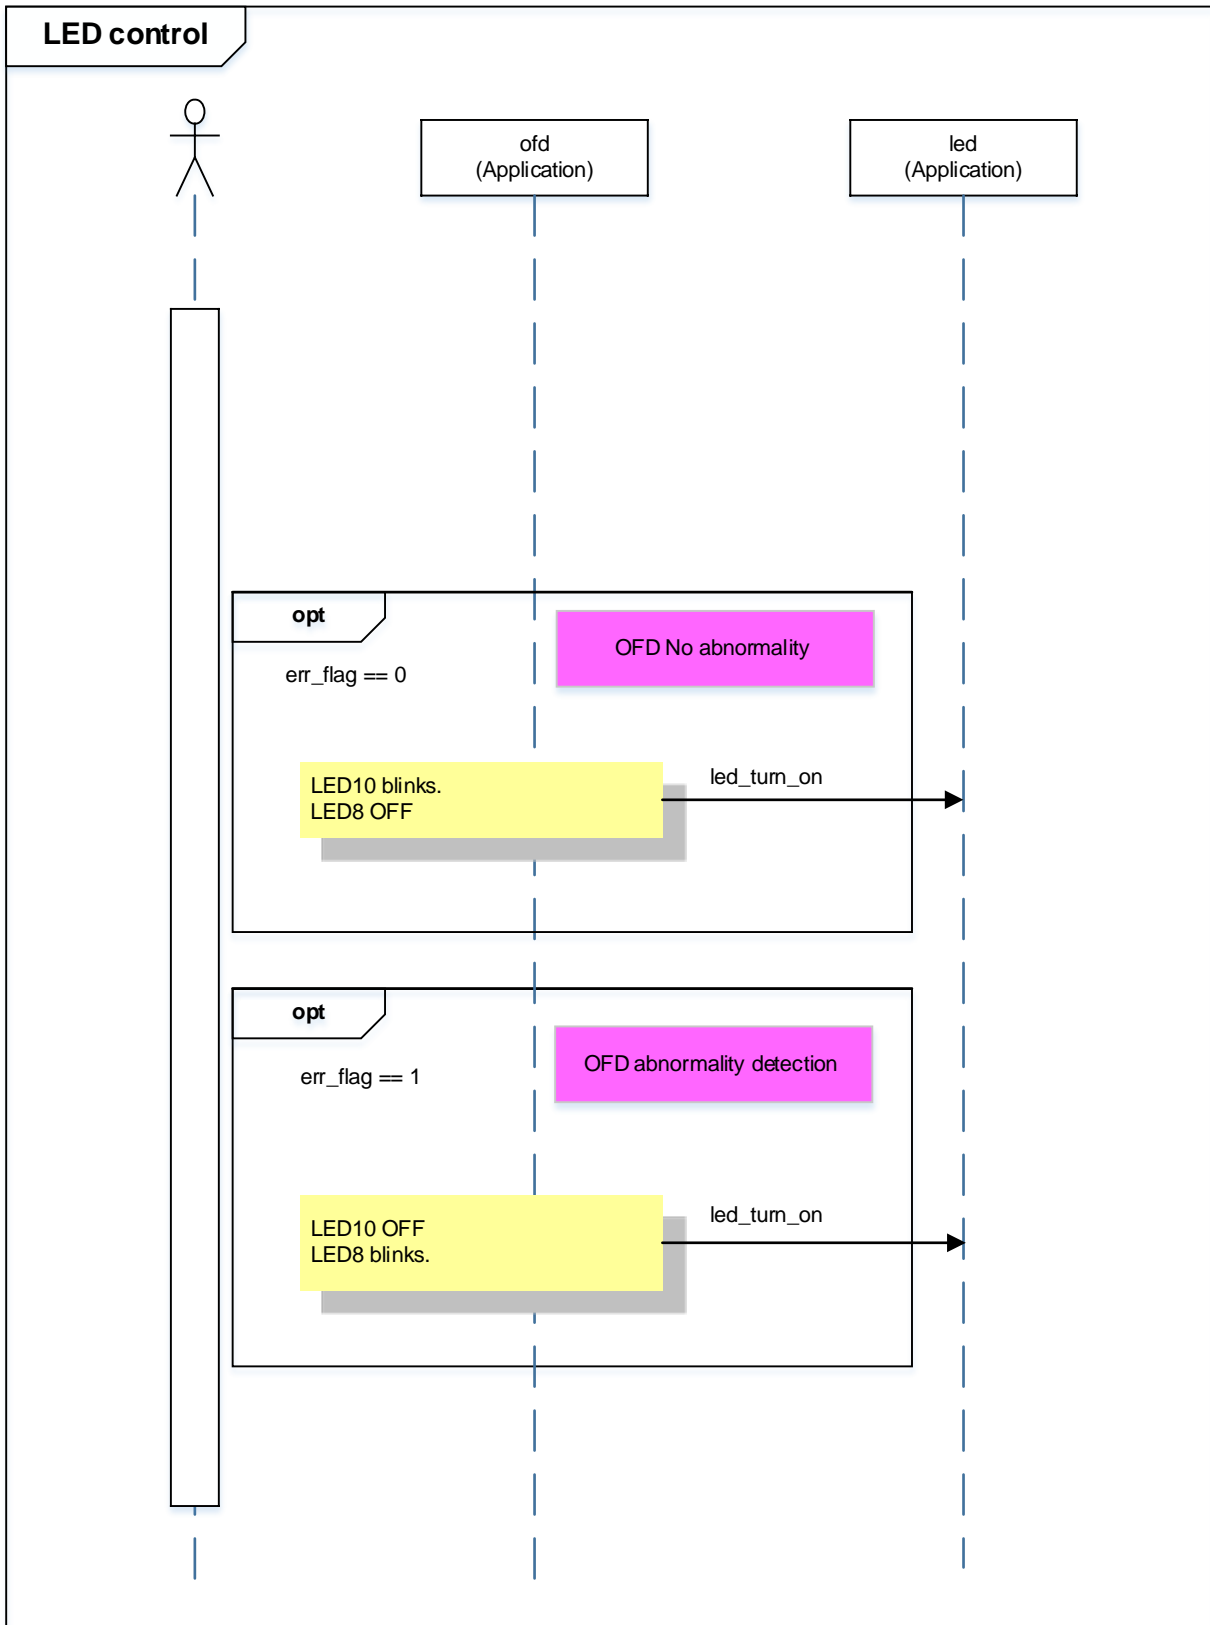 LED control
ofd
(Application)
led
(Application)
opt
OFD No abnormality
err_flag == 0
LED10 blinks.
LED8 OFF
led_turn_on
opt
OFD abnormality detection
err_flag == 1
LED10 OFF
LED8 blinks.
led_turn_on